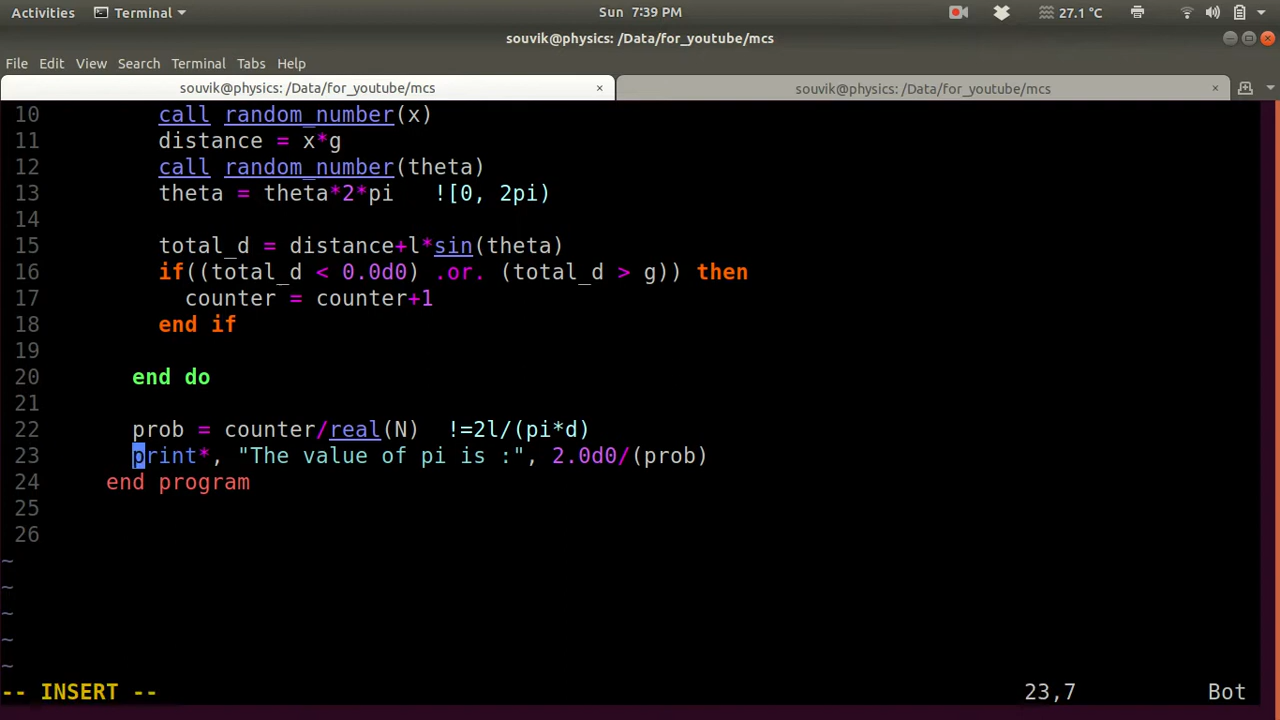 Activities Terminal Sun 7:39 PM 27.1 °C
souvik@physics: /Data/for_youtube/mcs
File Edit View Search Terminal Tabs Help
souvik@physics: /Data/for_youtube/mcs × souvik@physics: /Data/for_youtube/mcs ×
10 call random_number(x)
11 distance = x*g
12 call random_number(theta)
13 theta = theta*2*pi ![0, 2pi)
14
15 total_d = distance+l*sin(theta)
16 if((total_d < 0.0d0) .or. (total_d > g)) then
17 counter = counter+1
18 end if
19
20 end do
21
22 prob = counter/real(N) !=2l/(pi*d)
23 print*, "The value of pi is :", 2.0d0/(prob)
24 end program
25
26
~
~
~
~
~
-- INSERT -- 23,7 Bot